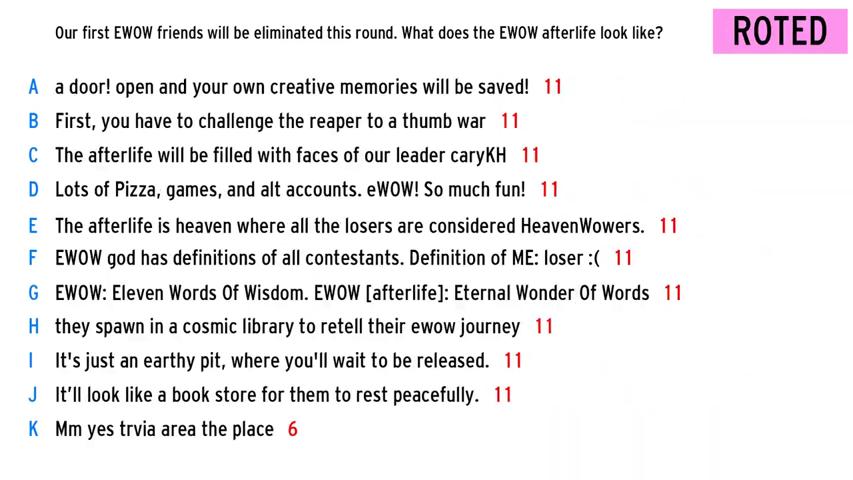 Our first EWOW friends will be eliminated this round. What does the EWOW afterlife look like?
ROTED
A a door! open and your own creative memories will be saved! 11
B First, you have to challenge the reaper to a thumb war 11
C The afterlife will be filled with faces of our leader caryKH 11
D Lots of Pizza, games, and alt accounts. eWOW! So much fun! 11
E The afterlife is heaven where all the losers are considered HeavenWowers. 11
F EWOW god has definitions of all contestants. Definition of ME: loser :( 11
G EWOW: Eleven Words Of Wisdom. EWOW [afterlife]: Eternal Wonder Of Words 11
H they spawn in a cosmic library to retell their ewow journey 11
I It's just an earthy pit, where you'll wait to be released. 11
J It’ll look like a book store for them to rest peacefully. 11
K Mm yes trvia area the place 6